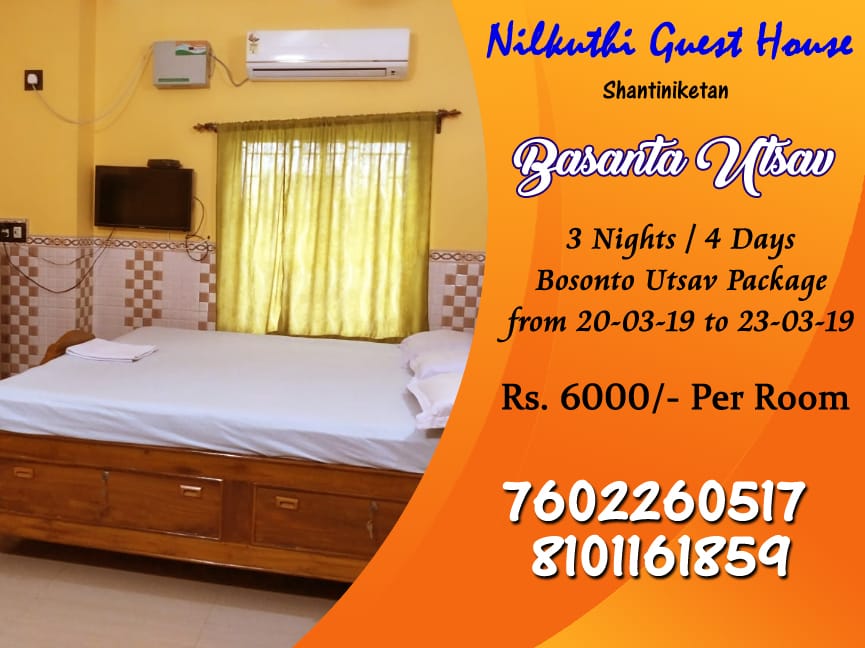 Nilkuthi Guest House
Shantiniketan
Basanta Utsav
3 Nights / 4 Days
Bosonto Utsav Package
from 20-03-19 to 23-03-19
Rs. 6000/- Per Room
7602260517
8101161859